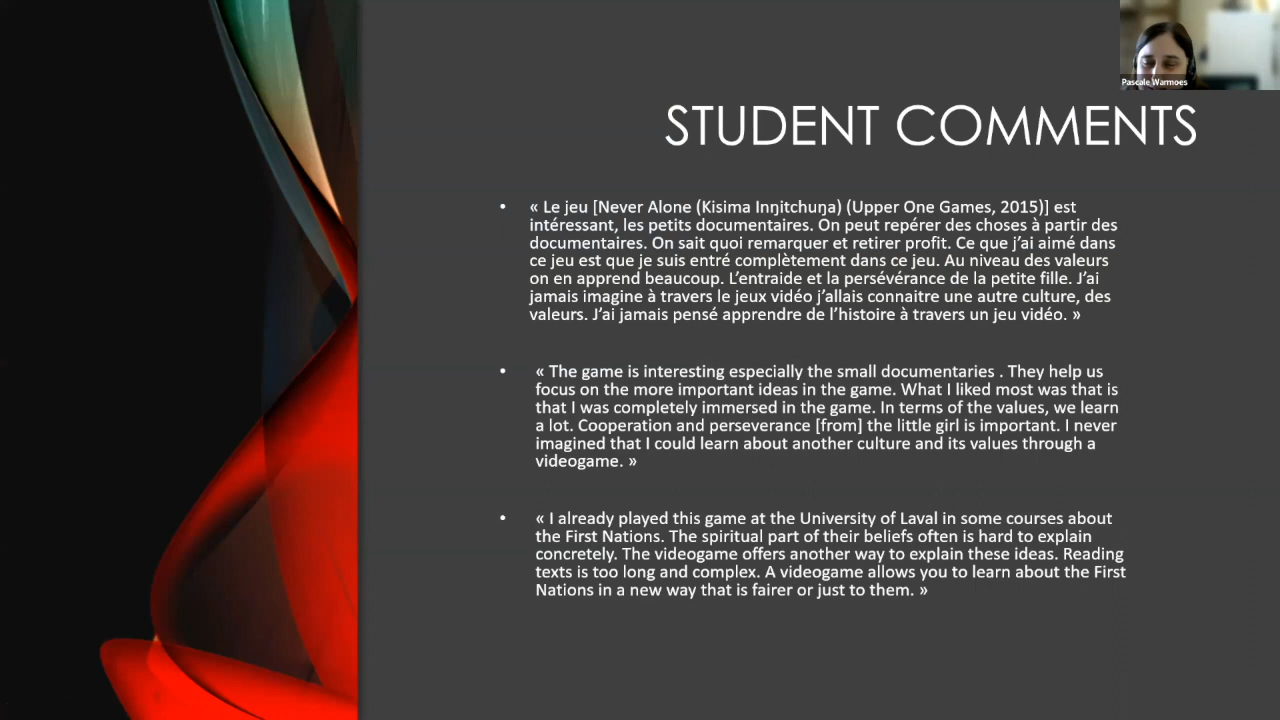 Pascale Warmoes
STUDENT COMMENTS
• « Le jeu [Never Alone (Kisima Inŋitchuŋa) (Upper One Games, 2015)] est
intéressant, les petits documentaires. On peut repérer des choses à partir des
documentaires. On sait quoi remarquer et retirer profit. Ce que j’ai aimé dans
ce jeu est que je suis entré complètement dans ce jeu. Au niveau des valeurs
on en apprend beaucoup. L’entraide et la persévérance de la petite fille. J’ai
jamais imagine à travers le jeux vidéo j’allais connaitre une autre culture, des
valeurs. J’ai jamais pensé apprendre de l’histoire à travers un jeu vidéo. »
• « The game is interesting especially the small documentaries . They help us
focus on the more important ideas in the game. What I liked most was that is
that I was completely immersed in the game. In terms of the values, we learn
a lot. Cooperation and perseverance [from] the little girl is important. I never
imagined that I could learn about another culture and its values through a
videogame. »
• « I already played this game at the University of Laval in some courses about
the First Nations. The spiritual part of their beliefs often is hard to explain
concretely. The videogame offers another way to explain these ideas. Reading
texts is too long and complex. A videogame allows you to learn about the First
Nations in a new way that is fairer or just to them. »